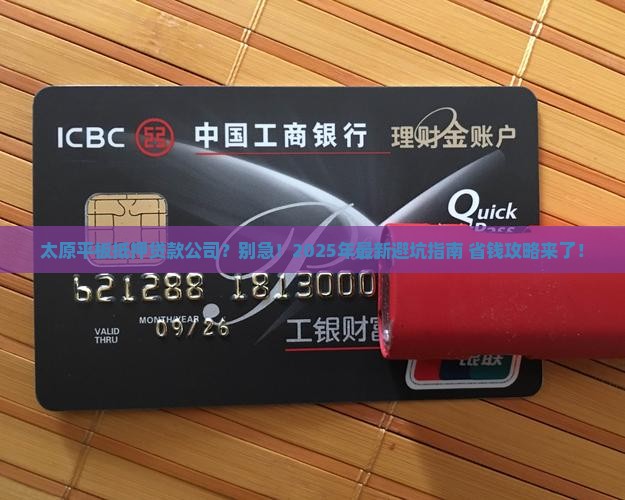 ICBC 中国工商银行 理财金账户
Quick
Pass
太原平板抵押贷款公司？别急！2025年最新避坑指南 省钱攻略来了！
621288 1813000
MONTH/YEAR
VALID THRU 09/26
工银财富
银联